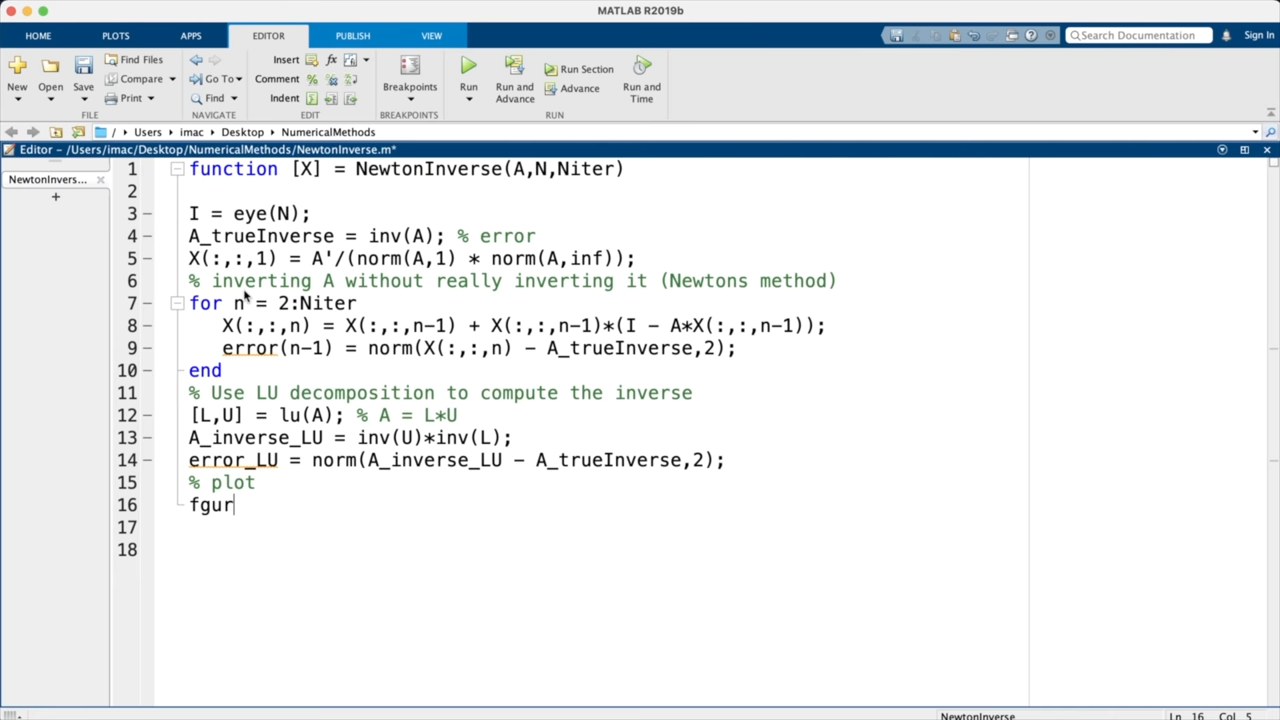 MATLAB R2019b
HOME PLOTS APPS EDITOR PUBLISH VIEW Search Documentation Sign In
New Open Save Find Files Compare Print Go To Find Insert fx Comment Indent Breakpoints Run Run and Advance Run Section Advance Run and Time
FILE NAVIGATE EDIT BREAKPOINTS RUN
/ Users imac Desktop NumericalMethods
Editor – /Users/imac/Desktop/NumericalMethods/NewtonInverse.m*
NewtonInvers...
+
1 function [X] = NewtonInverse(A,N,Niter)
2
3 – I = eye(N);
4 – A_trueInverse = inv(A); % error
5 – X(:,:,1) = A'/(norm(A,1) * norm(A,inf));
6 % inverting A without really inverting it (Newtons method)
7 – for n = 2:Niter
8 – X(:,:,n) = X(:,:,n-1) + X(:,:,n-1)*(I - A*X(:,:,n-1));
9 – error(n-1) = norm(X(:,:,n) - A_trueInverse,2);
10 – end
11 % Use LU decomposition to compute the inverse
12 – [L,U] = lu(A); % A = L*U
13 – A_inverse_LU = inv(U)*inv(L);
14 – error_LU = norm(A_inverse_LU - A_trueInverse,2);
15 % plot
16 fgur
17
18
NewtonInverse Ln 16 Col 5